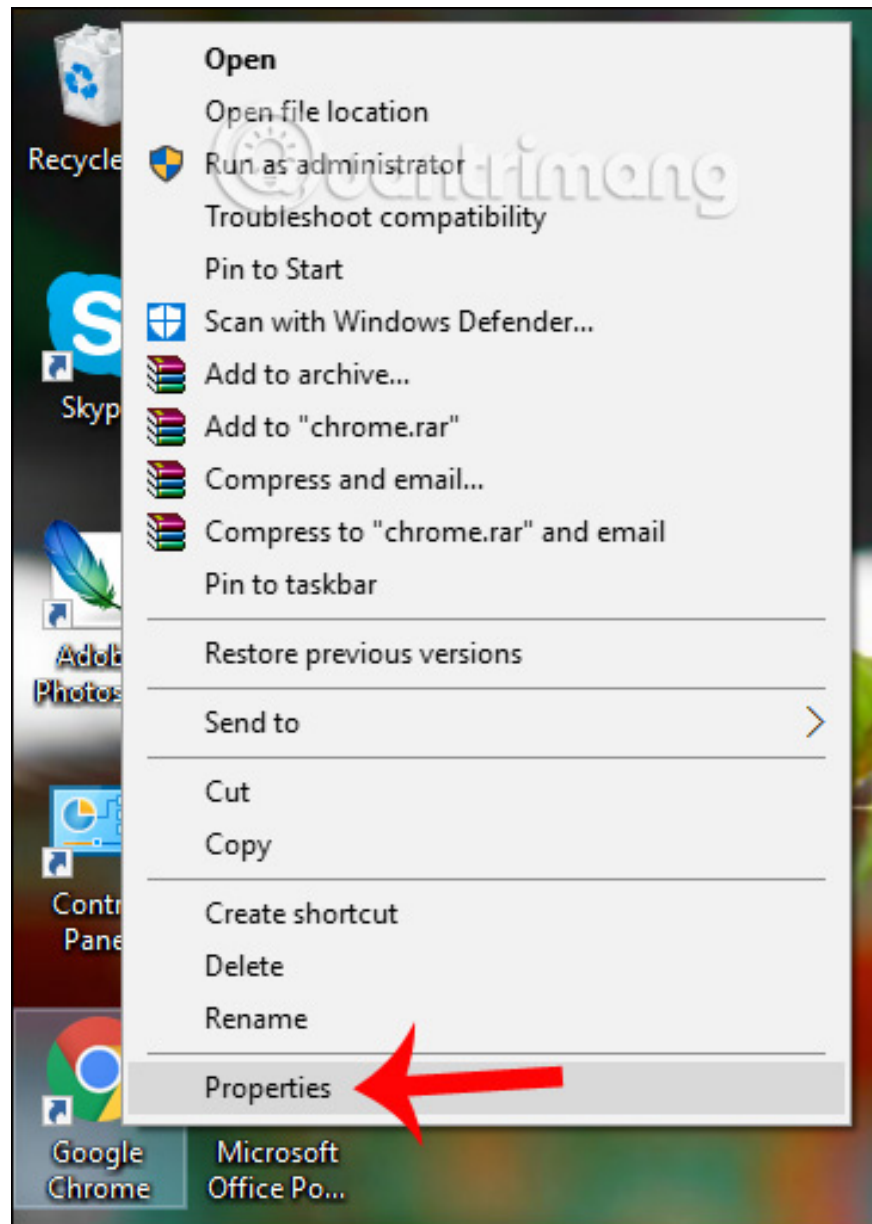 Open
Open file location
Run as administrator
Quantrimang
Troubleshoot compatibility
Pin to Start
Scan with Windows Defender...
Add to archive...
Add to "chrome.rar"
Compress and email...
Compress to "chrome.rar" and email
Pin to taskbar
Restore previous versions
Send to
Cut
Copy
Create shortcut
Delete
Rename
Properties
Recycle
S
Skyp
Adob
Photos
Contr
Pane
Google
Chrome
Microsoft
Office Po...